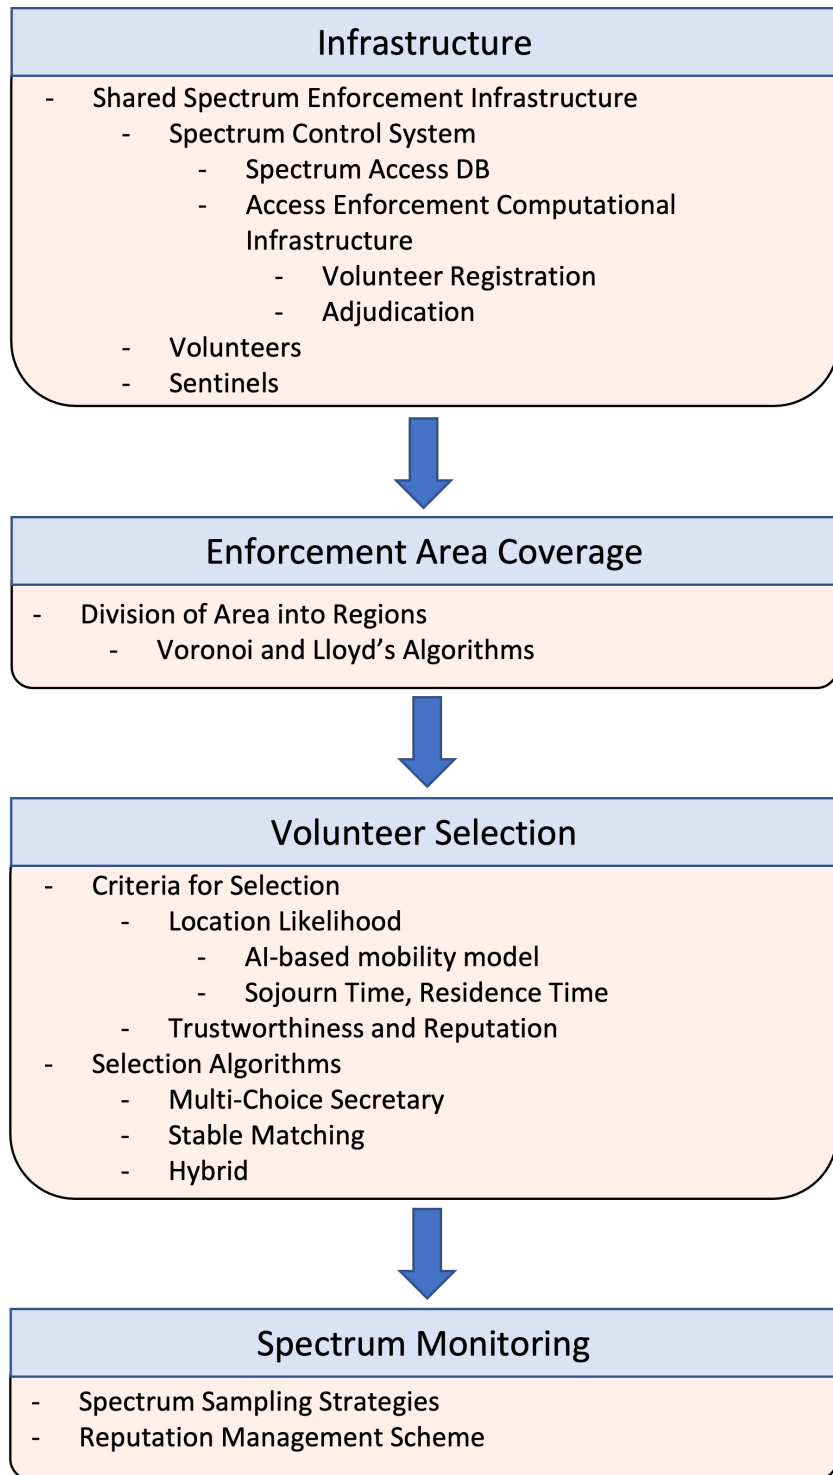 Infrastructure
- Shared Spectrum Enforcement Infrastructure
- Spectrum Control System
- Spectrum Access DB
- Access Enforcement Computational
Infrastructure
- Volunteer Registration
- Adjudication
- Volunteers
- Sentinels
Enforcement Area Coverage
- Division of Area into Regions
- Voronoi and Lloyd’s Algorithms
Volunteer Selection
- Criteria for Selection
- Location Likelihood
- AI-based mobility model
- Sojourn Time, Residence Time
- Trustworthiness and Reputation
- Selection Algorithms
- Multi-Choice Secretary
- Stable Matching
- Hybrid
Spectrum Monitoring
- Spectrum Sampling Strategies
- Reputation Management Scheme